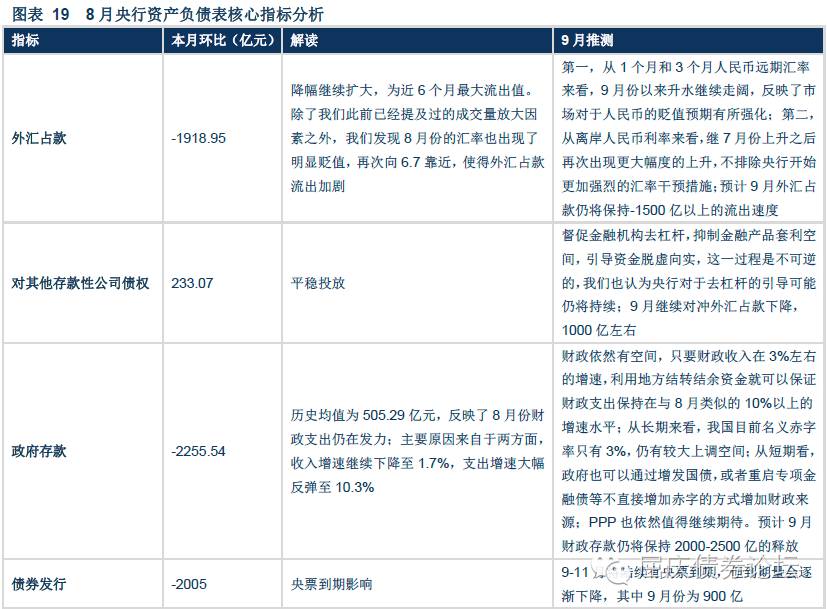 图表 19 8 月央行资产负债表核心指标分析
指标 本月环比（亿元） 解读 9 月推测
外汇占款
-1918.95
降幅继续扩大，为近 6 个月最大流出值。
除了我们此前已经提及过的成交量放大因
素之外，我们发现 8 月份的汇率也出现了
明显贬值，再次向 6.7 靠近，使得外汇占款
流出加剧
第一，从 1 个月和 3 个月人民币远期汇率
来看，9 月份以来升水继续走阔，反映了市
场对于人民币的贬值预期有所强化；第二，
从离岸人民币利率来看，继 7 月份上升之后
再次出现更大幅度的上升，不排除央行开始
更加强烈的汇率干预措施；预计 9 月外汇占
款仍将保持-1500 亿以上的流出速度
对其他存款性公司债权
233.07
平稳投放
督促金融机构去杠杆，抑制金融产品套利空
间，引导资金脱虚向实，这一过程是不可逆
的，我们也认为央行对于去杠杆的引导可能
仍将持续；9 月继续对冲外汇占款下降，
1000 亿左右
政府存款
-2255.54
历史均值为 505.29 亿元，反映了 8 月份财
政支出仍在发力；主要原因来自于两方面，
收入增速继续下降至 1.7%，支出增速大幅
反弹至 10.3%
财政依然有空间，只要财政收入在 3%左右
的增速，利用地方结转结余资金就可以保证
财政支出保持在与 8 月类似的 10%以上的
增速水平；从长期来看，我国目前名义赤字
率只有 3%，仍有较大上调空间；从短期看，
政府也可以通过增发国债，或者重启专项金
融债等不直接增加赤字的方式增加财政来
源；PPP 也依然值得继续期待。预计 9 月
财政存款仍将保持 2000-2500 亿的释放
债券发行
-2005
央票到期影响
9-11 月 持续有央票到期，但到期量会逐
渐下降，其中 9 月份为 900 亿
屈庆债券论坛